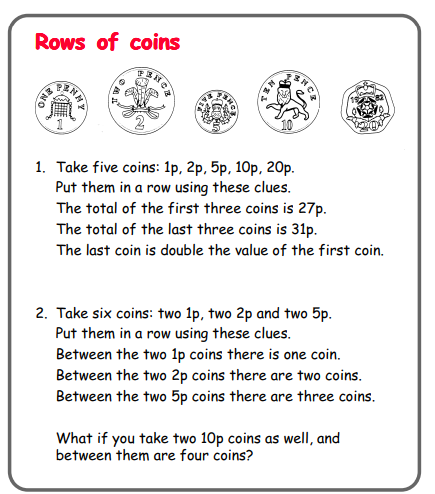 Rows of coins
ONE PENNY
1
TWO PENCE
2
FIVE PENCE
5
TEN PENCE
10
20
1. Take five coins: 1p, 2p, 5p, 10p, 20p.
Put them in a row using these clues.
The total of the first three coins is 27p.
The total of the last three coins is 31p.
The last coin is double the value of the first coin.
2. Take six coins: two 1p, two 2p and two 5p.
Put them in a row using these clues.
Between the two 1p coins there is one coin.
Between the two 2p coins there are two coins.
Between the two 5p coins there are three coins.
What if you take two 10p coins as well, and
between them are four coins?